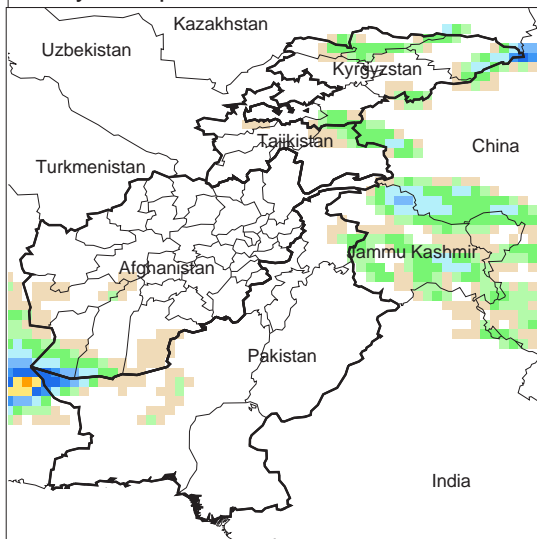 Kazakhstan
Uzbekistan
Kyrgyzstan
Tajikistan
China
Turkmenistan
Jammu Kashmir
Afghanistan
Pakistan
India